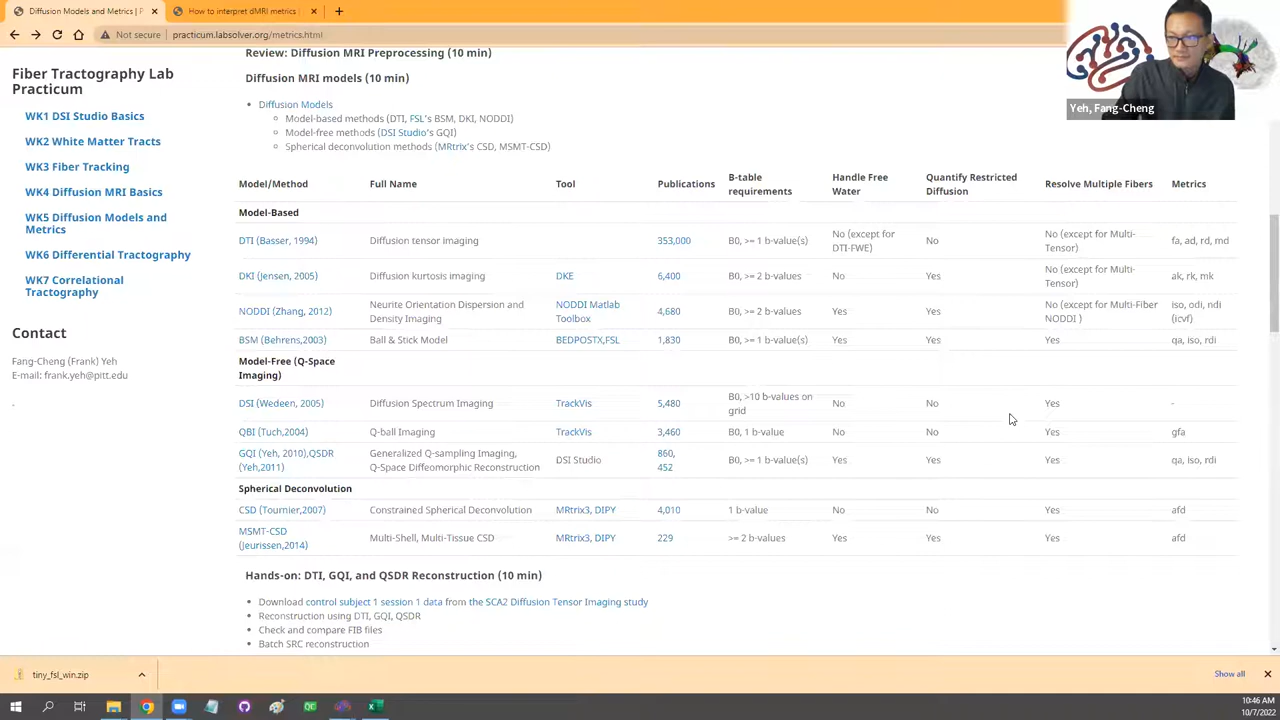 Diffusion Models and Metrics | P
How to interpret dMRI metrics |
Not secure | practicum.labsolver.org/metrics.html
Yeh, Fang-Cheng
Fiber Tractography Lab
Practicum
WK1 DSI Studio Basics
WK2 White Matter Tracts
WK3 Fiber Tracking
WK4 Diffusion MRI Basics
WK5 Diffusion Models and
Metrics
WK6 Differential Tractography
WK7 Correlational
Tractography
Contact
Fang-Cheng (Frank) Yeh
E-mail: frank.yeh@pitt.edu
Review: Diffusion MRI Preprocessing (10 min)
Diffusion MRI models (10 min)
Diffusion Models
Model-based methods (DTI, FSL's BSM, DKI, NODDI)
Model-free methods (DSI Studio's GQI)
Spherical deconvolution methods (MRtrix's CSD, MSMT-CSD)
Model/Method Full Name Tool Publications B-table requirements Handle Free Water Quantify Restricted Diffusion Resolve Multiple Fibers Metrics
Model-Based
DTI (Basser, 1994) Diffusion tensor imaging 353,000 B0, >= 1 b-value(s) No (except for DTI-FWE) No No (except for Multi-Tensor) fa, ad, rd, md
DKI (Jensen, 2005) Diffusion kurtosis imaging DKE 6,400 B0, >= 2 b-values No Yes No (except for Multi-Tensor) ak, rk, mk
NODDI (Zhang, 2012) Neurite Orientation Dispersion and Density Imaging NODDI Matlab Toolbox 4,680 B0, >= 2 b-values Yes Yes No (except for Multi-Fiber NODDI ) iso, odi, ndi (icvf)
BSM (Behrens,2003) Ball & Stick Model BEDPOSTX,FSL 1,830 B0, >= 1 b-value(s) Yes Yes Yes qa, iso, rdi
Model-Free (Q-Space Imaging)
DSI (Wedeen, 2005) Diffusion Spectrum Imaging TrackVis 5,480 B0, >10 b-values on grid No No Yes -
QBI (Tuch,2004) Q-ball Imaging TrackVis 3,460 B0, 1 b-value No No Yes gfa
GQI (Yeh, 2010),QSDR (Yeh,2011) Generalized Q-sampling Imaging, Q-Space Diffeomorphic Reconstruction DSI Studio 860, 452 B0, >= 1 b-value(s) Yes Yes Yes qa, iso, rdi
Spherical Deconvolution
CSD (Tournier,2007) Constrained Spherical Deconvolution MRtrix3, DIPY 4,010 1 b-value No No Yes afd
MSMT-CSD (Jeurissen,2014) Multi-Shell, Multi-Tissue CSD MRtrix3, DIPY 229 >= 2 b-values Yes Yes Yes afd
Hands-on: DTI, GQI, and QSDR Reconstruction (10 min)
Download control subject 1 session 1 data from the SCA2 Diffusion Tensor Imaging study
Reconstruction using DTI, GQI, QSDR
Check and compare FIB files
Batch SRC reconstruction
tiny_fsl_win.zip
Show all
10:46 AM
10/7/2022